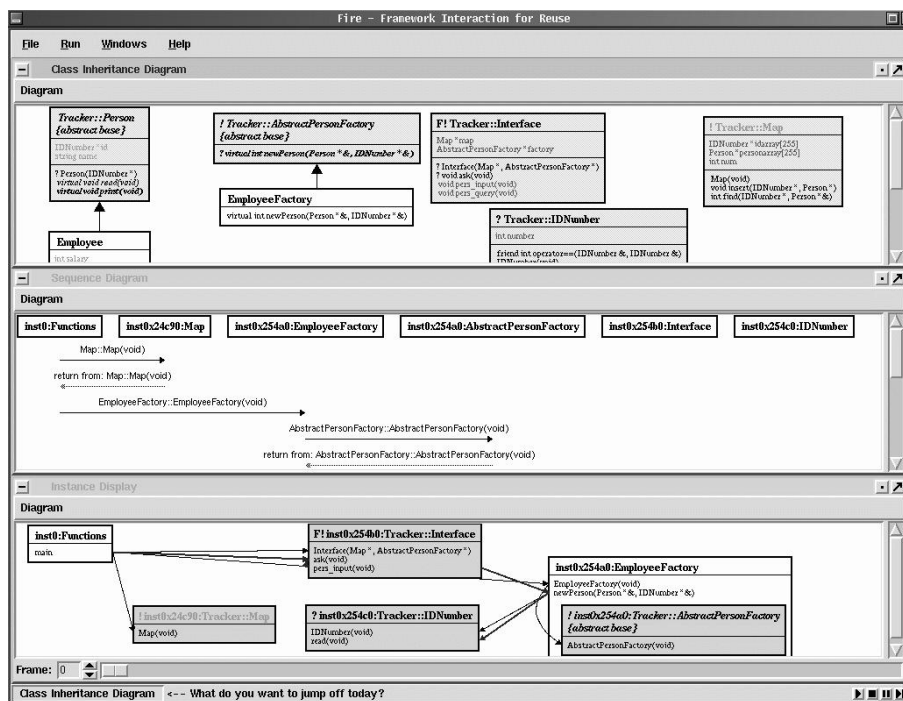 Fire - Framework Interaction for Reuse
File Run Windows Help
Class Inheritance Diagram
Diagram
Tracker::Person
{abstract base}
IDNumber *id
string name
? Person(IDNumber *)
virtual void read(void)
virtual void print(void)
Employee
int salary
! Tracker::AbstractPersonFactory
{abstract base}
? virtual int newPerson(Person *&, IDNumber *&)
EmployeeFactory
virtual int newPerson(Person *&, IDNumber *&)
F! Tracker::Interface
Map *map
AbstractPersonFactory *factory
? Interface(Map *, AbstractPersonFactory *)
? void ask(void)
void pers_input(void)
void pers_query(void)
? Tracker::IDNumber
int number
friend int operator==(IDNumber &, IDNumber &)
IDNumber(void)
! Tracker::Map
IDNumber *idarray[255]
Person *personarray[255]
int num
Map(void)
void insert(IDNumber *, Person *)
int find(IDNumber *, Person *&)
Sequence Diagram
Diagram
inst0:Functions inst0x24c90:Map inst0x254a0:EmployeeFactory inst0x254a0:AbstractPersonFactory inst0x254b0:Interface inst0x254c0:IDNumber
Map::Map(void)
return from: Map::Map(void)
EmployeeFactory::EmployeeFactory(void)
AbstractPersonFactory::AbstractPersonFactory(void)
return from: AbstractPersonFactory::AbstractPersonFactory(void)
Instance Display
Diagram
inst0:Functions
main
F! inst0x254b0:Tracker::Interface
Interface(Map *, AbstractPersonFactory *)
ask(void)
pers_input(void)
inst0x254a0:EmployeeFactory
EmployeeFactory(void)
newPerson(Person *&, IDNumber *&)
! inst0x24c90:Tracker::Map
Map(void)
? inst0x254c0:Tracker::IDNumber
IDNumber(void)
read(void)
! inst0x254a0:Tracker::AbstractPersonFactory
{abstract base}
AbstractPersonFactory(void)
Frame: 0
Class Inheritance Diagram <-- What do you want to jump off today?